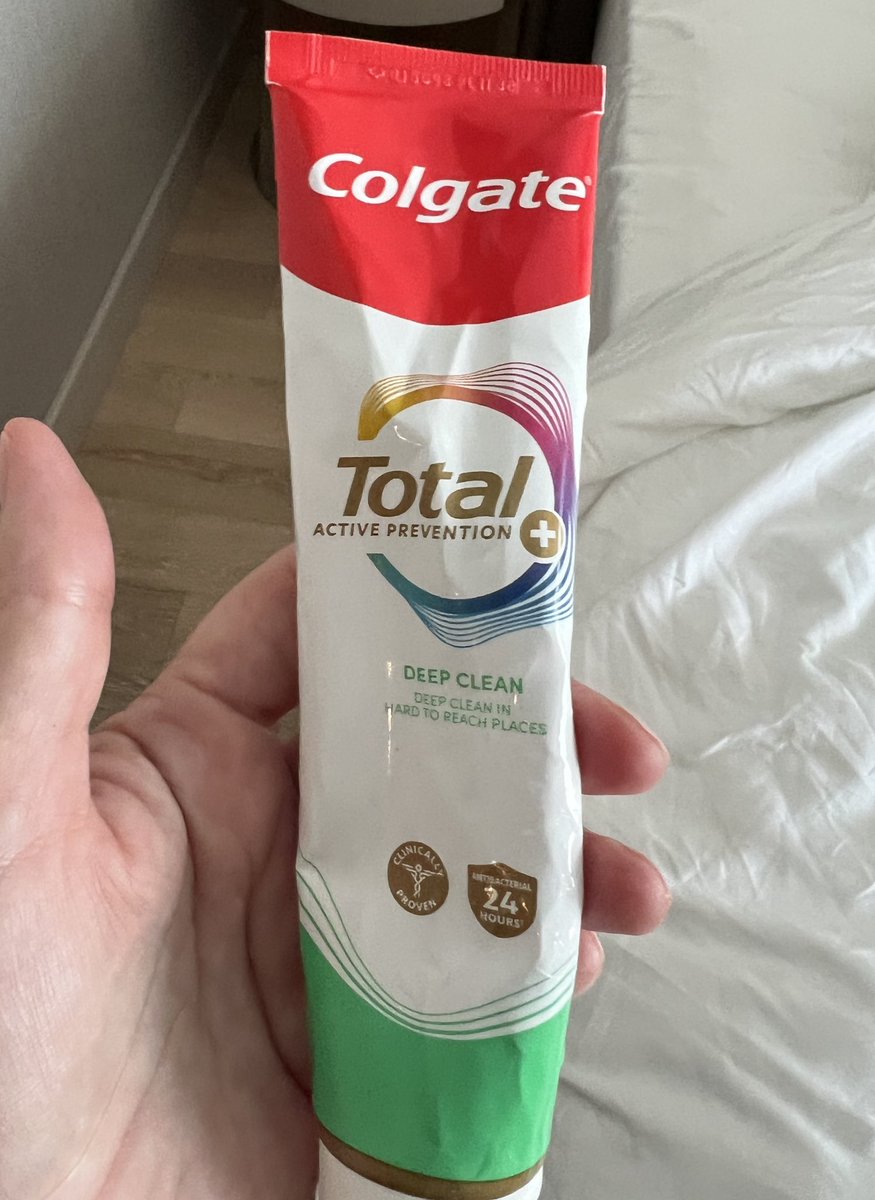 Colgate
Total
ACTIVE PREVENTION +
DEEP CLEAN
DEEP CLEAN IN
HARD TO REACH PLACES
CLINICALLY
PROVEN
ANTIBACTERIAL
24
HOURS